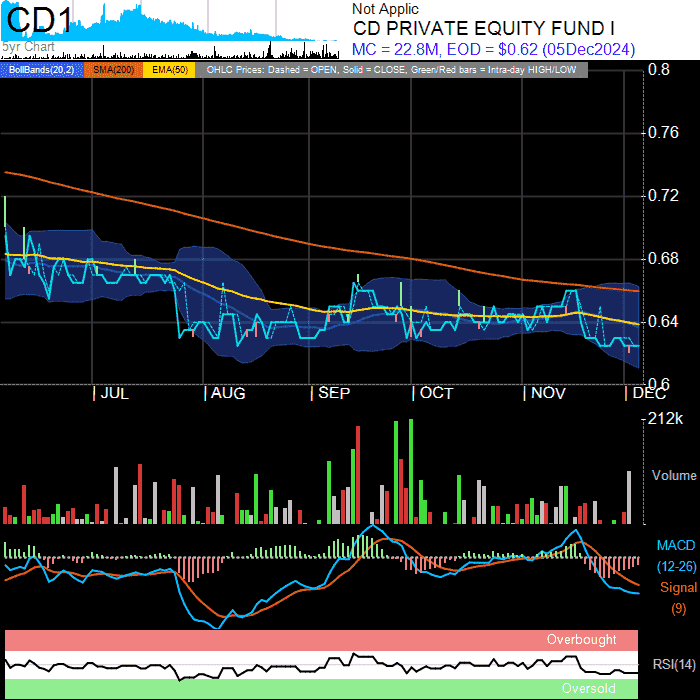 CD1
5yr Chart
Not Applic
CD PRIVATE EQUITY FUND I
MC = 22.8M, EOD = $0.62 (05Dec2024)
BollBands(20,2) SMA(200) EMA(50) OHLC Prices: Dashed = OPEN, Solid = CLOSE, Green/Red bars = Intra-day HIGH/LOW
0.8
0.76
0.72
0.68
0.64
0.6
JUL AUG SEP OCT NOV DEC
212k
Volume
MACD
(12-26)
Signal
(9)
Overbought
RSI(14)
Oversold